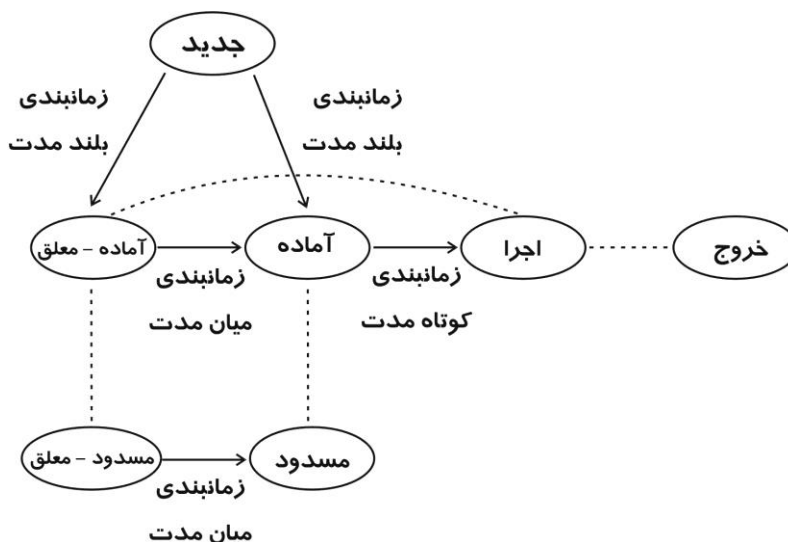 جدید
زمانبندی
بلند مدت
زمانبندی
بلند مدت
خروج
اجرا
آماده
آماده – معلق
زمانبندی
کوتاه مدت
زمانبندی
میان مدت
مسدود
مسدود – معلق
زمانبندی
میان مدت